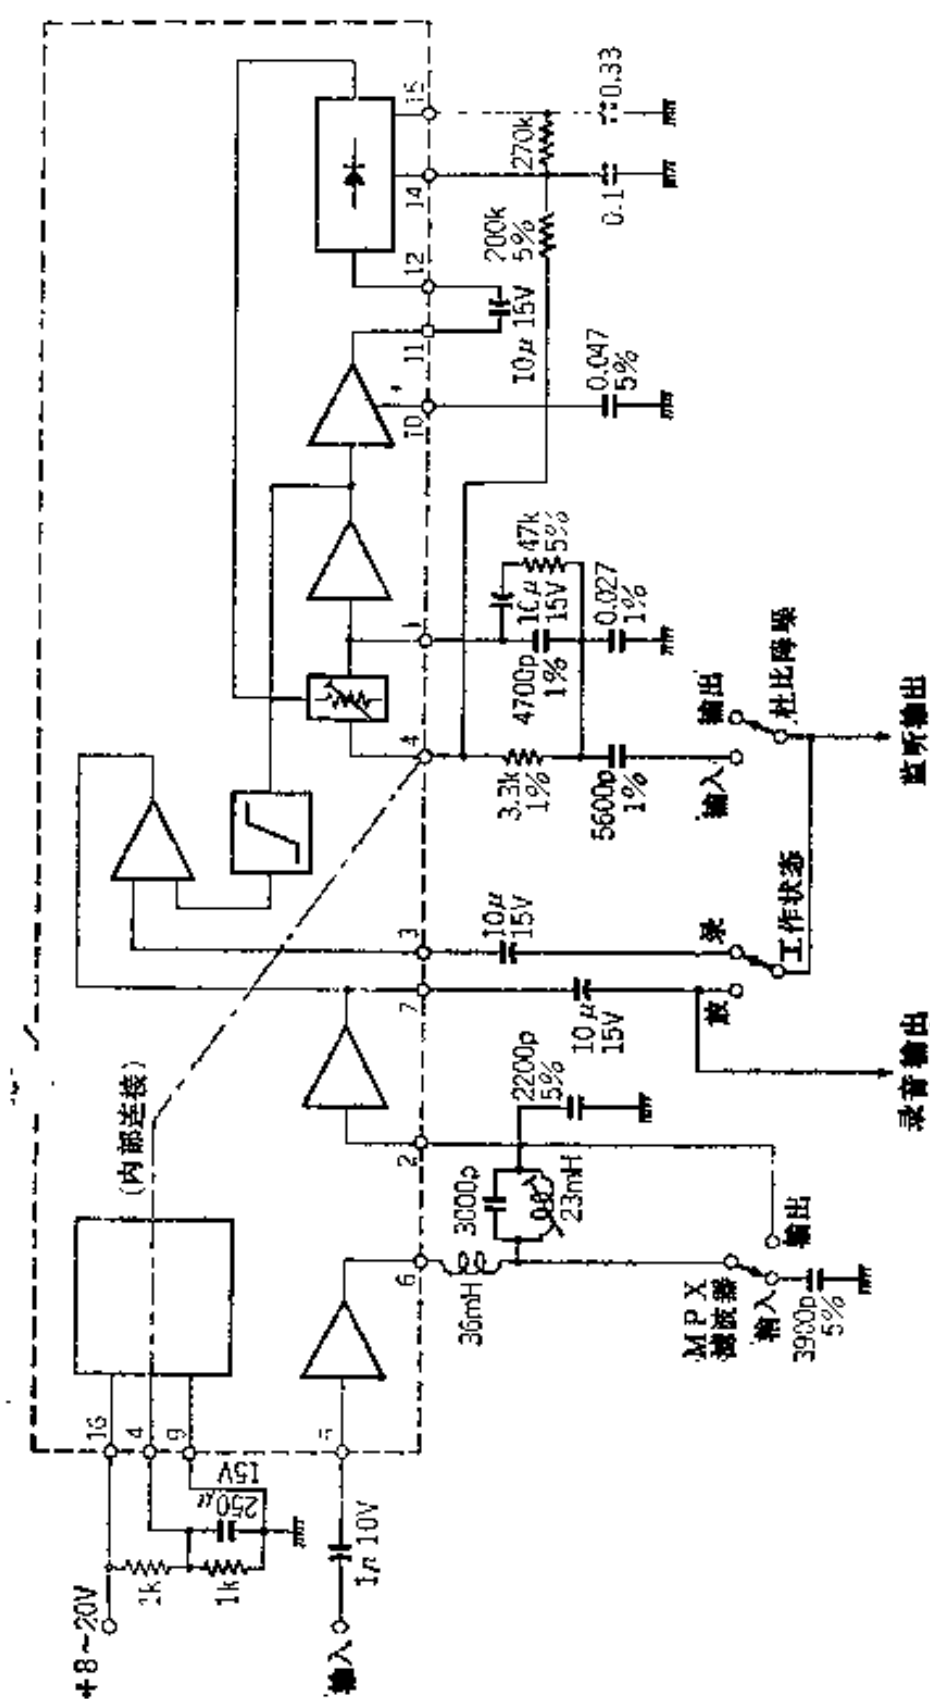 +8~20V
1k
1k
250μ
15V
16
4
9
5
输入
1μ 10V
(内部连接)
6
36mH
3000p
23mH
2200p
5%
2
MPX
滤波器
输入
输出
3900p
5%
7
10μ
15V
放
录音输出
3
10μ
15V
录
工作状态
4
3.3k
1%
5600p
1%
输入
输出
杜比降噪
监听输出
1
4700p
1%
10μ
15V
47k
5%
0.027
1%
10
0.047
5%
11
12
10μ 15V
200k
5%
14
0.1
15
270k
0.33